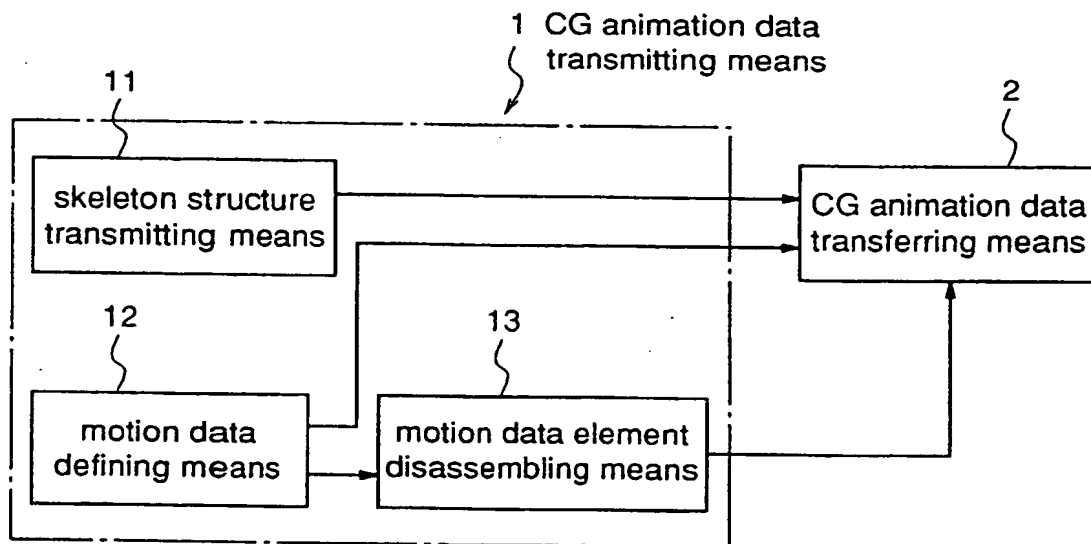 1 CG animation data
transmitting means
11
2
skeleton structure
transmitting means
CG animation data
transferring means
12
13
motion data
defining means
motion data element
disassembling means